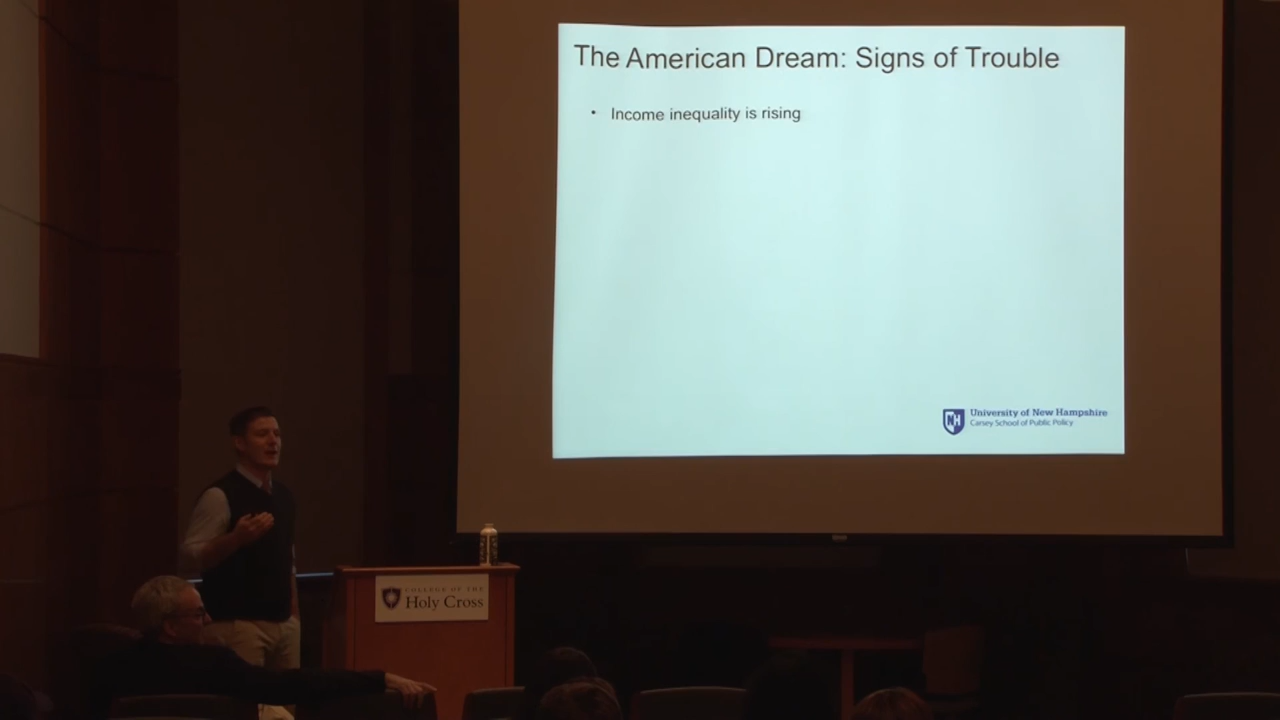 The American Dream: Signs of Trouble
• Income inequality is rising
University of New Hampshire
Carsey School of Public Policy
NH
COLLEGE OF THE
Holy Cross